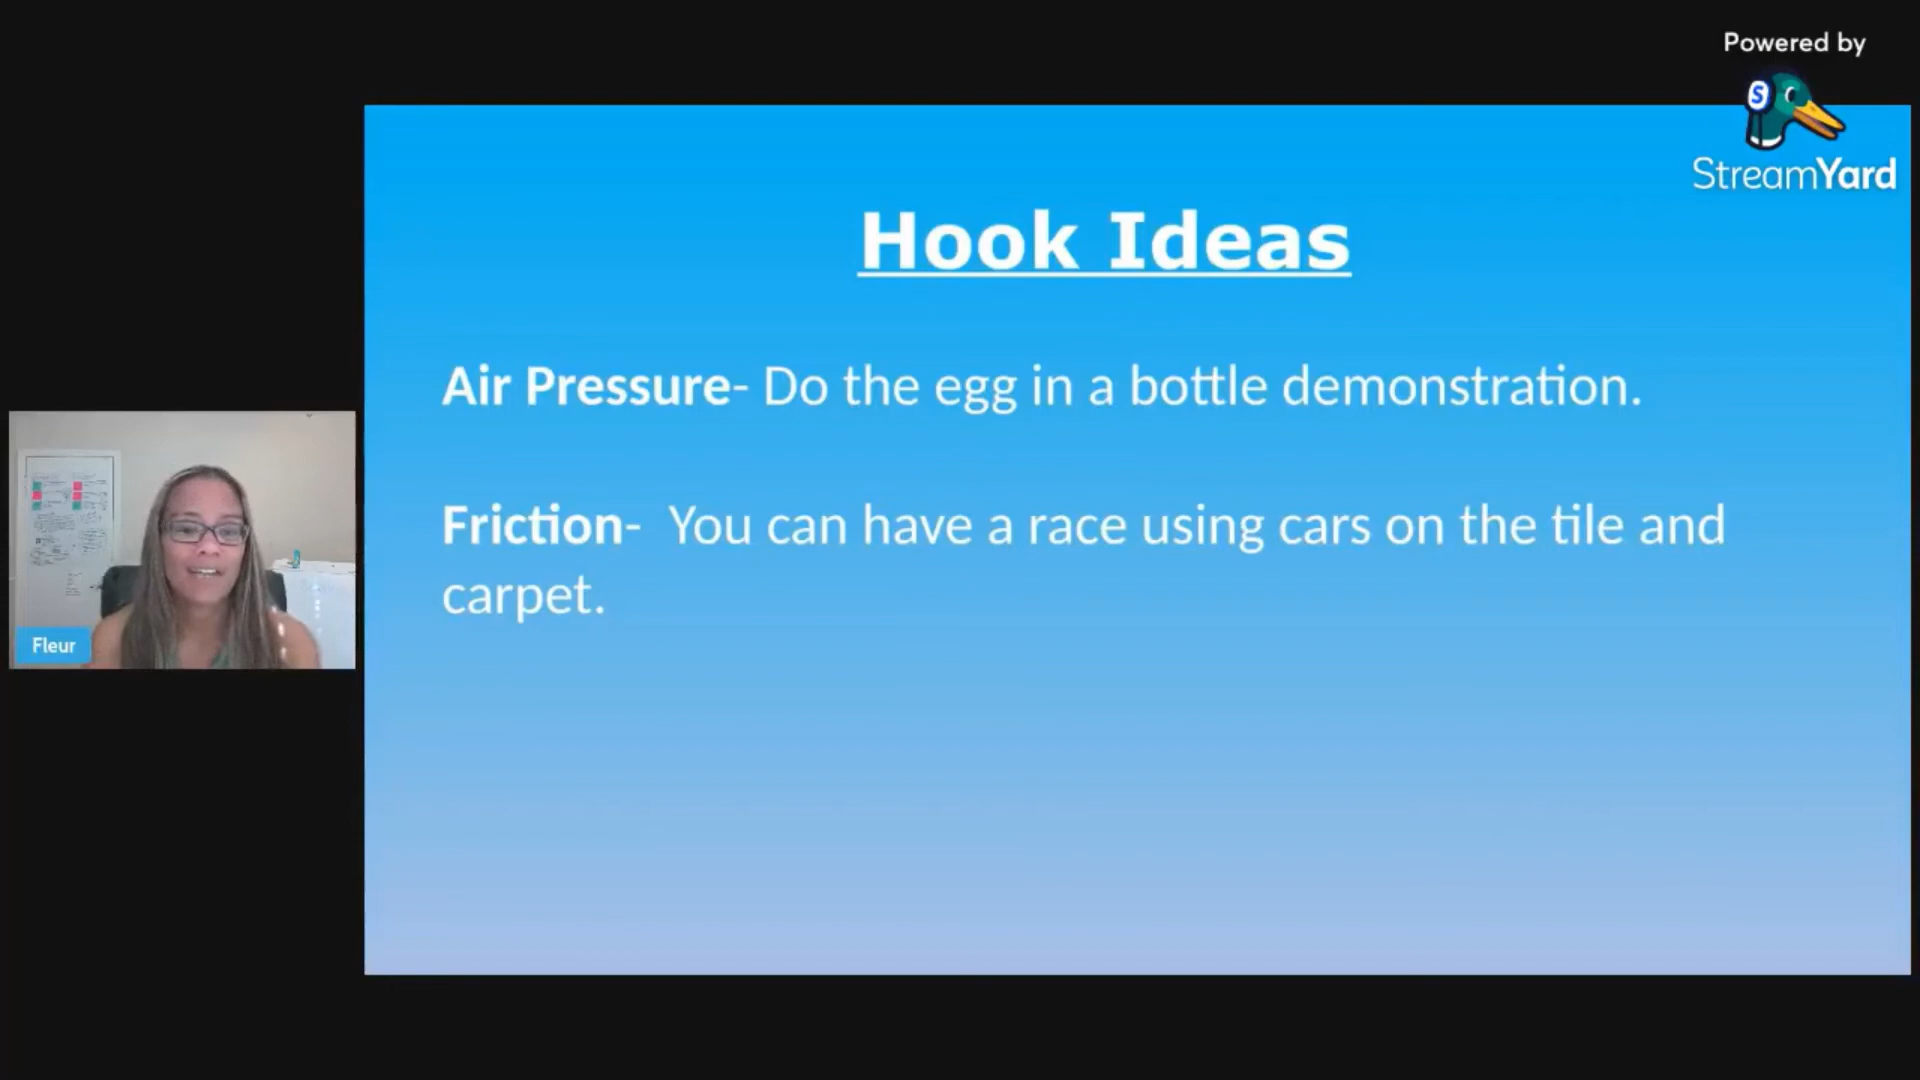 Powered by
S
StreamYard
Hook Ideas
Air Pressure- Do the egg in a bottle demonstration.
Friction-  You can have a race using cars on the tile and
carpet.
Fleur